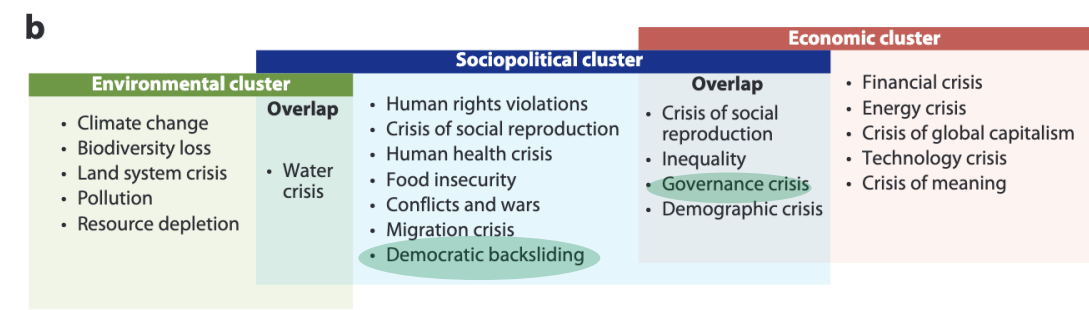 b
Environmental cluster
• Climate change
• Biodiversity loss
• Land system crisis
• Pollution
• Resource depletion
Overlap
• Water
crisis
Sociopolitical cluster
• Human rights violations
• Crisis of social reproduction
• Human health crisis
• Food insecurity
• Conflicts and wars
• Migration crisis
• Democratic backsliding
Overlap
• Crisis of social
reproduction
• Inequality
• Governance crisis
• Demographic crisis
Economic cluster
• Financial crisis
• Energy crisis
• Crisis of global capitalism
• Technology crisis
• Crisis of meaning